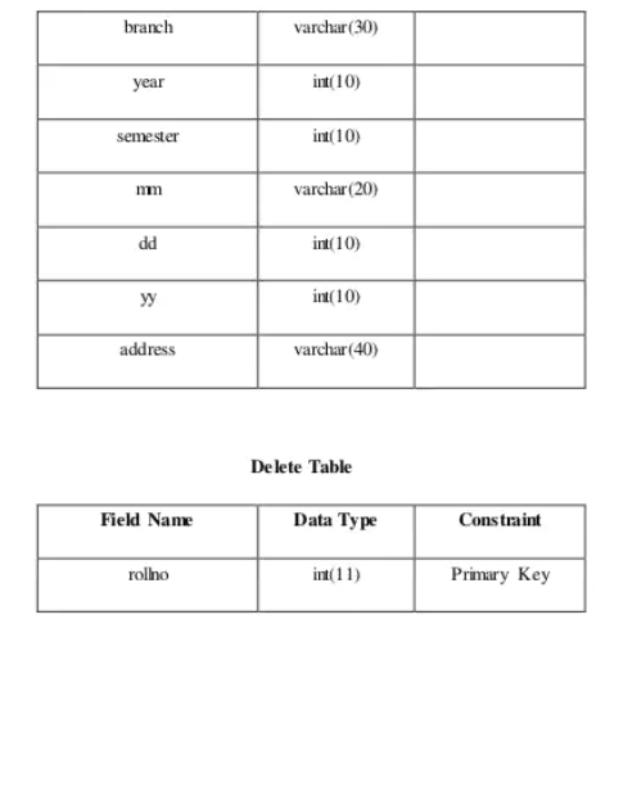 branch varchar(30)
year int(10)
semester int(10)
mm varchar(20)
dd int(10)
yy int(10)
address varchar(40)
Delete Table
Field Name Data Type Constraint
rollno int(11) Primary Key